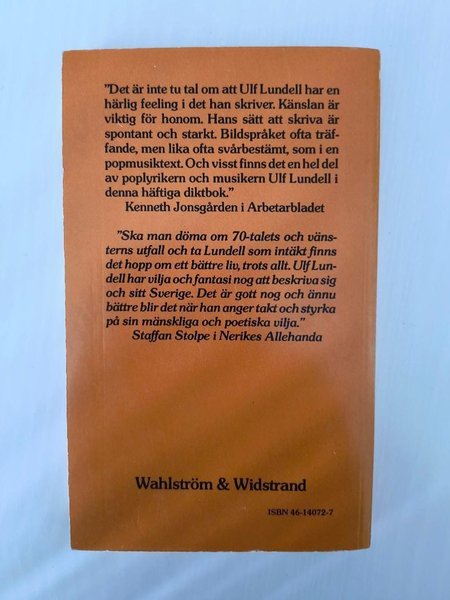 "Det är inte tu tal om att Ulf Lundell har en
härlig feeling i det han skriver. Känslan är
viktig för honom. Hans sätt att skriva är
spontant och starkt. Bildspråket ofta träf-
fande, men lika ofta svårbestämt, som i en
popmusiktext. Och visst finns det en hel del
av poplyrikern och musikern Ulf Lundell i
denna häftiga diktbok."
Kenneth Jonsgården i Arbetarbladet
"Ska man döma om 70-talets och väns-
terns utfall och ta Lundell som intäkt finns
det hopp om ett bättre liv, trots allt. Ulf Lun-
dell har vilja och fantasi nog att beskriva sig
och sitt Sverige. Det är gott nog och ännu
bättre blir det när han anger takt och styrka
på sin mänskliga och poetiska vilja."
Staffan Stolpe i Nerikes Allehanda
Wahlström & Widstrand
ISBN 46-14072-7